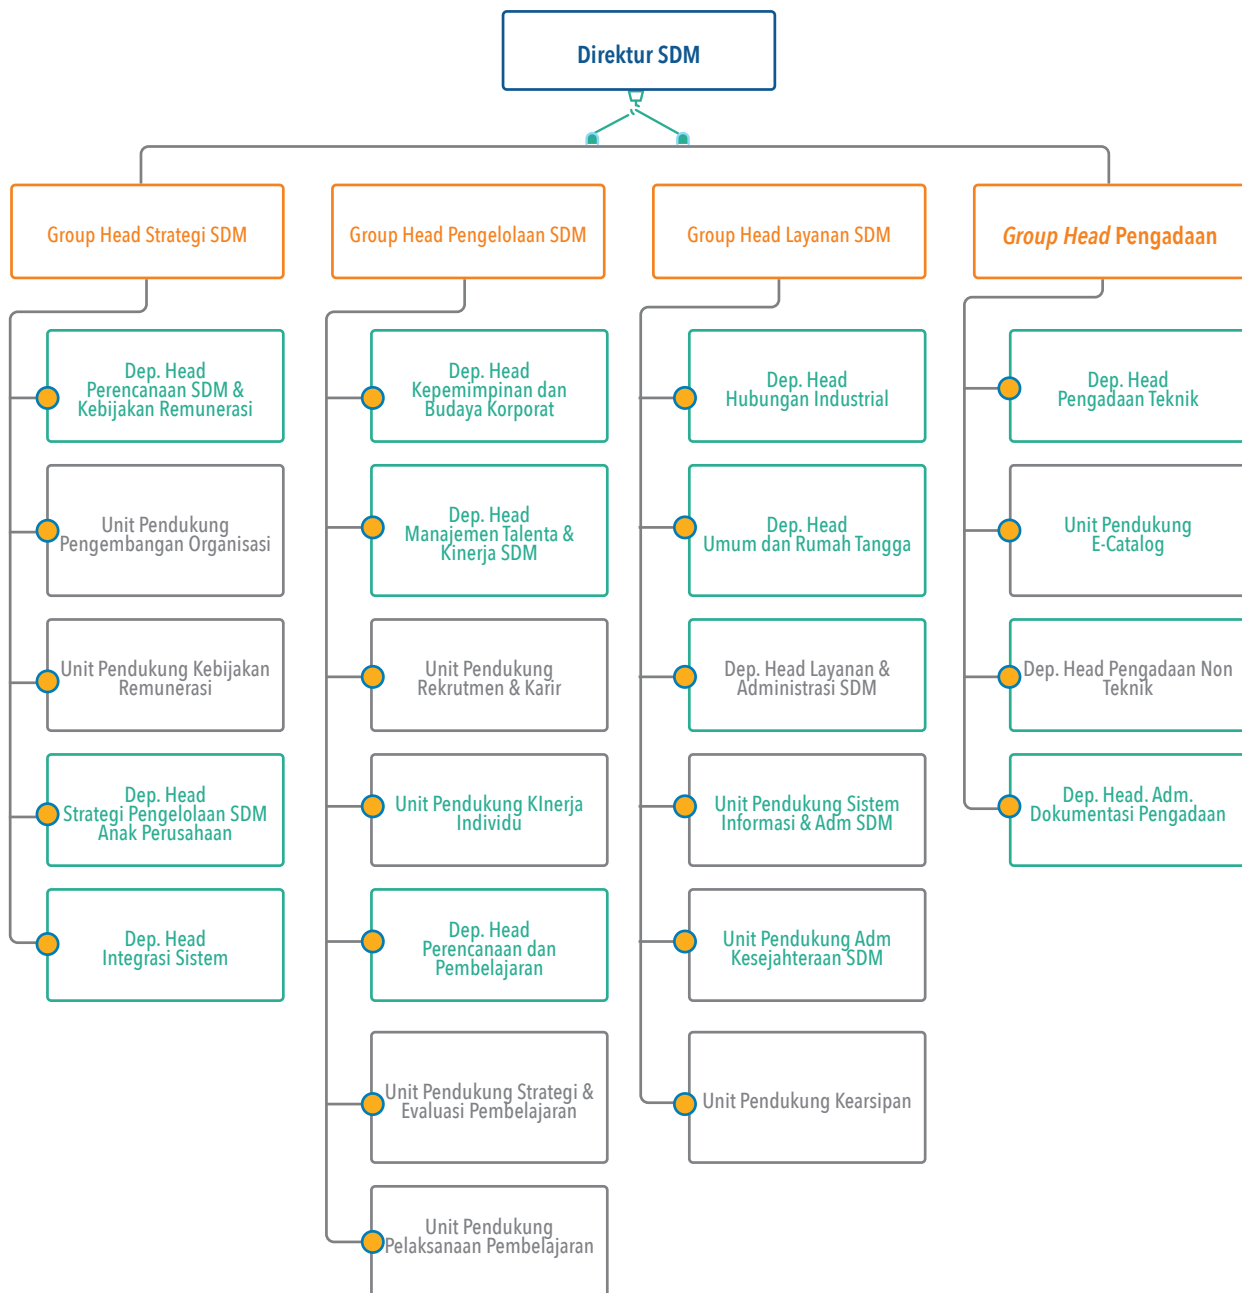 Direktur SDM
Group Head Strategi SDM
Group Head Pengelolaan SDM
Group Head Layanan SDM
Group Head Pengadaan
Dep. Head
Perencanaan SDM &
Kebijakan Remunerasi
Unit Pendukung
Pengembangan Organisasi
Unit Pendukung Kebijakan
Remunerasi
Dep. Head
Strategi Pengelolaan SDM
Anak Perusahaan
Dep. Head
Integrasi Sistem
Dep. Head
Kepemimpinan dan
Budaya Korporat
Dep. Head
Manajemen Talenta &
Kinerja SDM
Unit Pendukung
Rekrutmen & Karir
Unit Pendukung KInerja
Individu
Dep. Head
Perencanaan dan
Pembelajaran
Unit Pendukung Strategi &
Evaluasi Pembelajaran
Unit Pendukung
Pelaksanaan Pembelajaran
Dep. Head
Hubungan Industrial
Dep. Head
Umum dan Rumah Tangga
Dep. Head Layanan &
Administrasi SDM
Unit Pendukung Sistem
Informasi & Adm SDM
Unit Pendukung Adm
Kesejahteraan SDM
Unit Pendukung Kearsipan
Dep. Head
Pengadaan Teknik
Unit Pendukung
E-Catalog
Dep. Head Pengadaan Non
Teknik
Dep. Head. Adm.
Dokumentasi Pengadaan